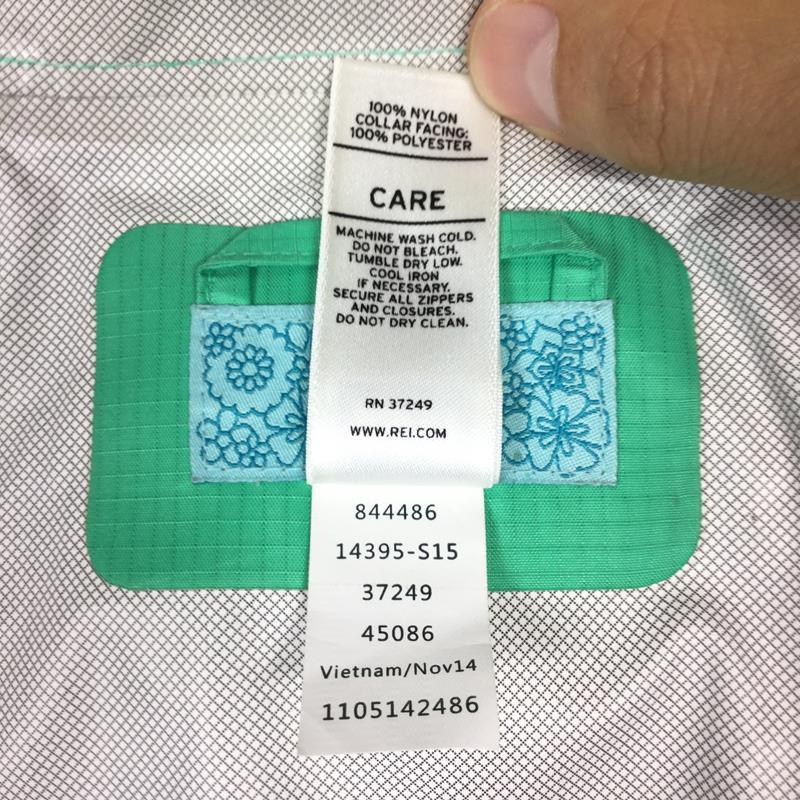 100% NYLON
COLLAR FACING:
100% POLYESTER
CARE
MACHINE WASH COLD.
DO NOT BLEACH.
TUMBLE DRY LOW.
COOL IRON
IF NECESSARY.
SECURE ALL ZIPPERS
AND CLOSURES.
DO NOT DRY CLEAN.
RN 37249
WWW.REI.COM
844486
14395-S15
37249
45086
Vietnam/Nov14
1105142486